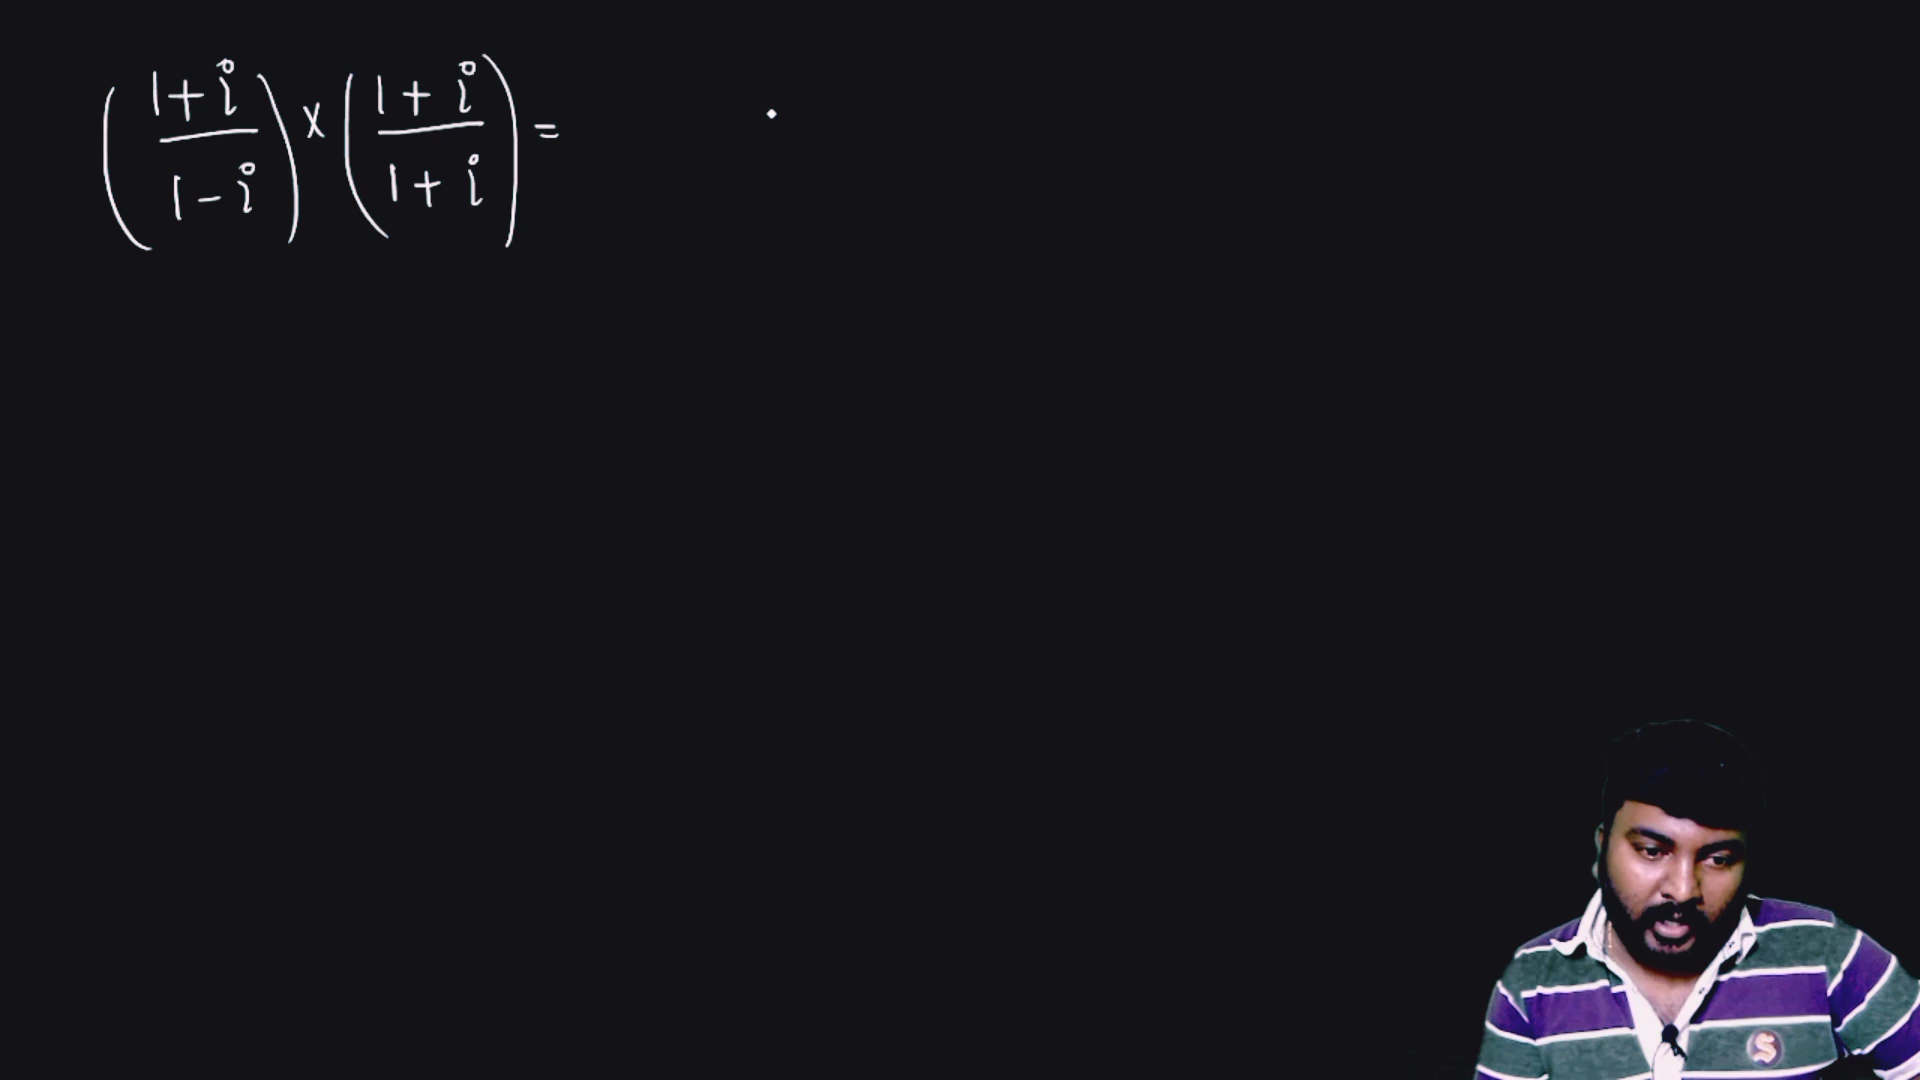 (1+i/1-i) x (1+i/1+i) =
S